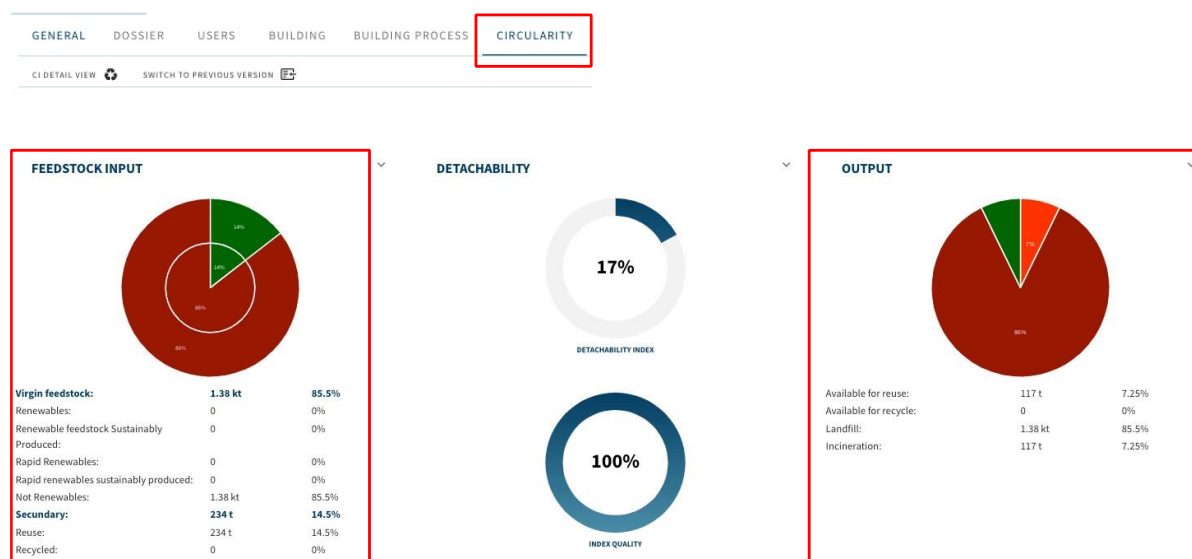 GENERAL DOSSIER USERS BUILDING BUILDING PROCESS CIRCULARITY
CI DETAIL VIEW SWITCH TO PREVIOUS VERSION
FEEDSTOCK INPUT
14%
14%
86%
86%
Virgin feedstock: 1.38 kt 85.5%
Renewables: 0 0%
Renewable feedstock Sustainably
Produced: 0 0%
Rapid Renewables: 0 0%
Rapid renewables sustainably produced: 0 0%
Not Renewables: 1.38 kt 85.5%
Secundary: 234 t 14.5%
Reuse: 234 t 14.5%
Recycled: 0 0%
DETACHABILITY
17%
DETACHABILITY INDEX
100%
INDEX QUALITY
OUTPUT
7%
86%
Available for reuse: 117 t 7.25%
Available for recycle: 0 0%
Landfill: 1.38 kt 85.5%
Incineration: 117 t 7.25%